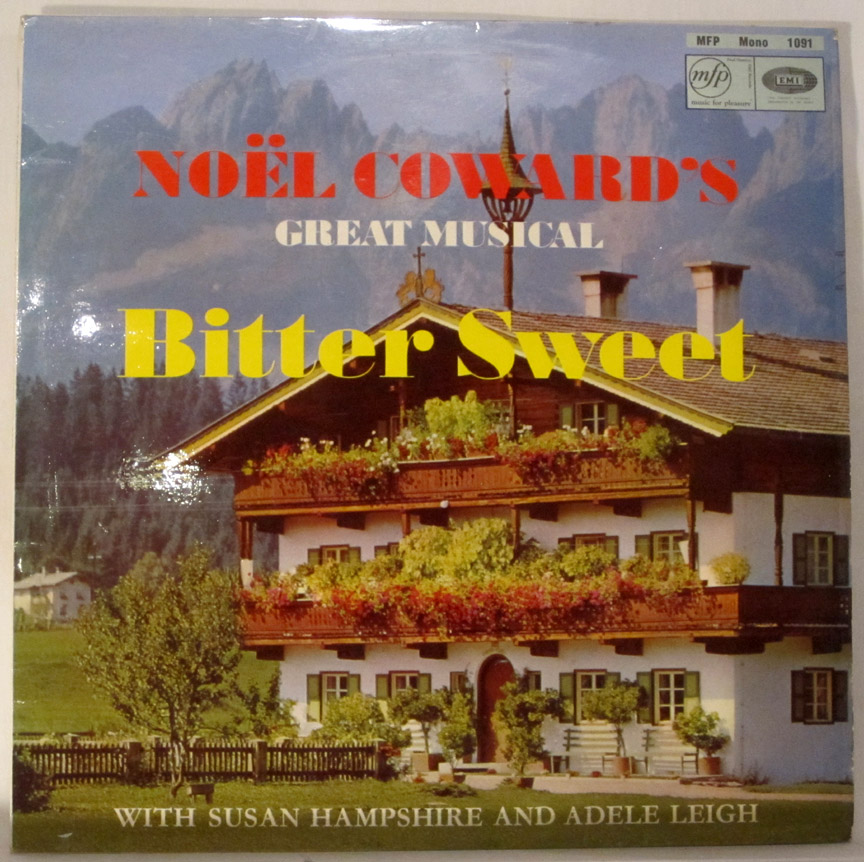 MFP Mono 1091
mfp
music for pleasure
EMI
NOËL COWARD'S
GREAT MUSICAL
Bitter Sweet
WITH SUSAN HAMPSHIRE AND ADELE LEIGH